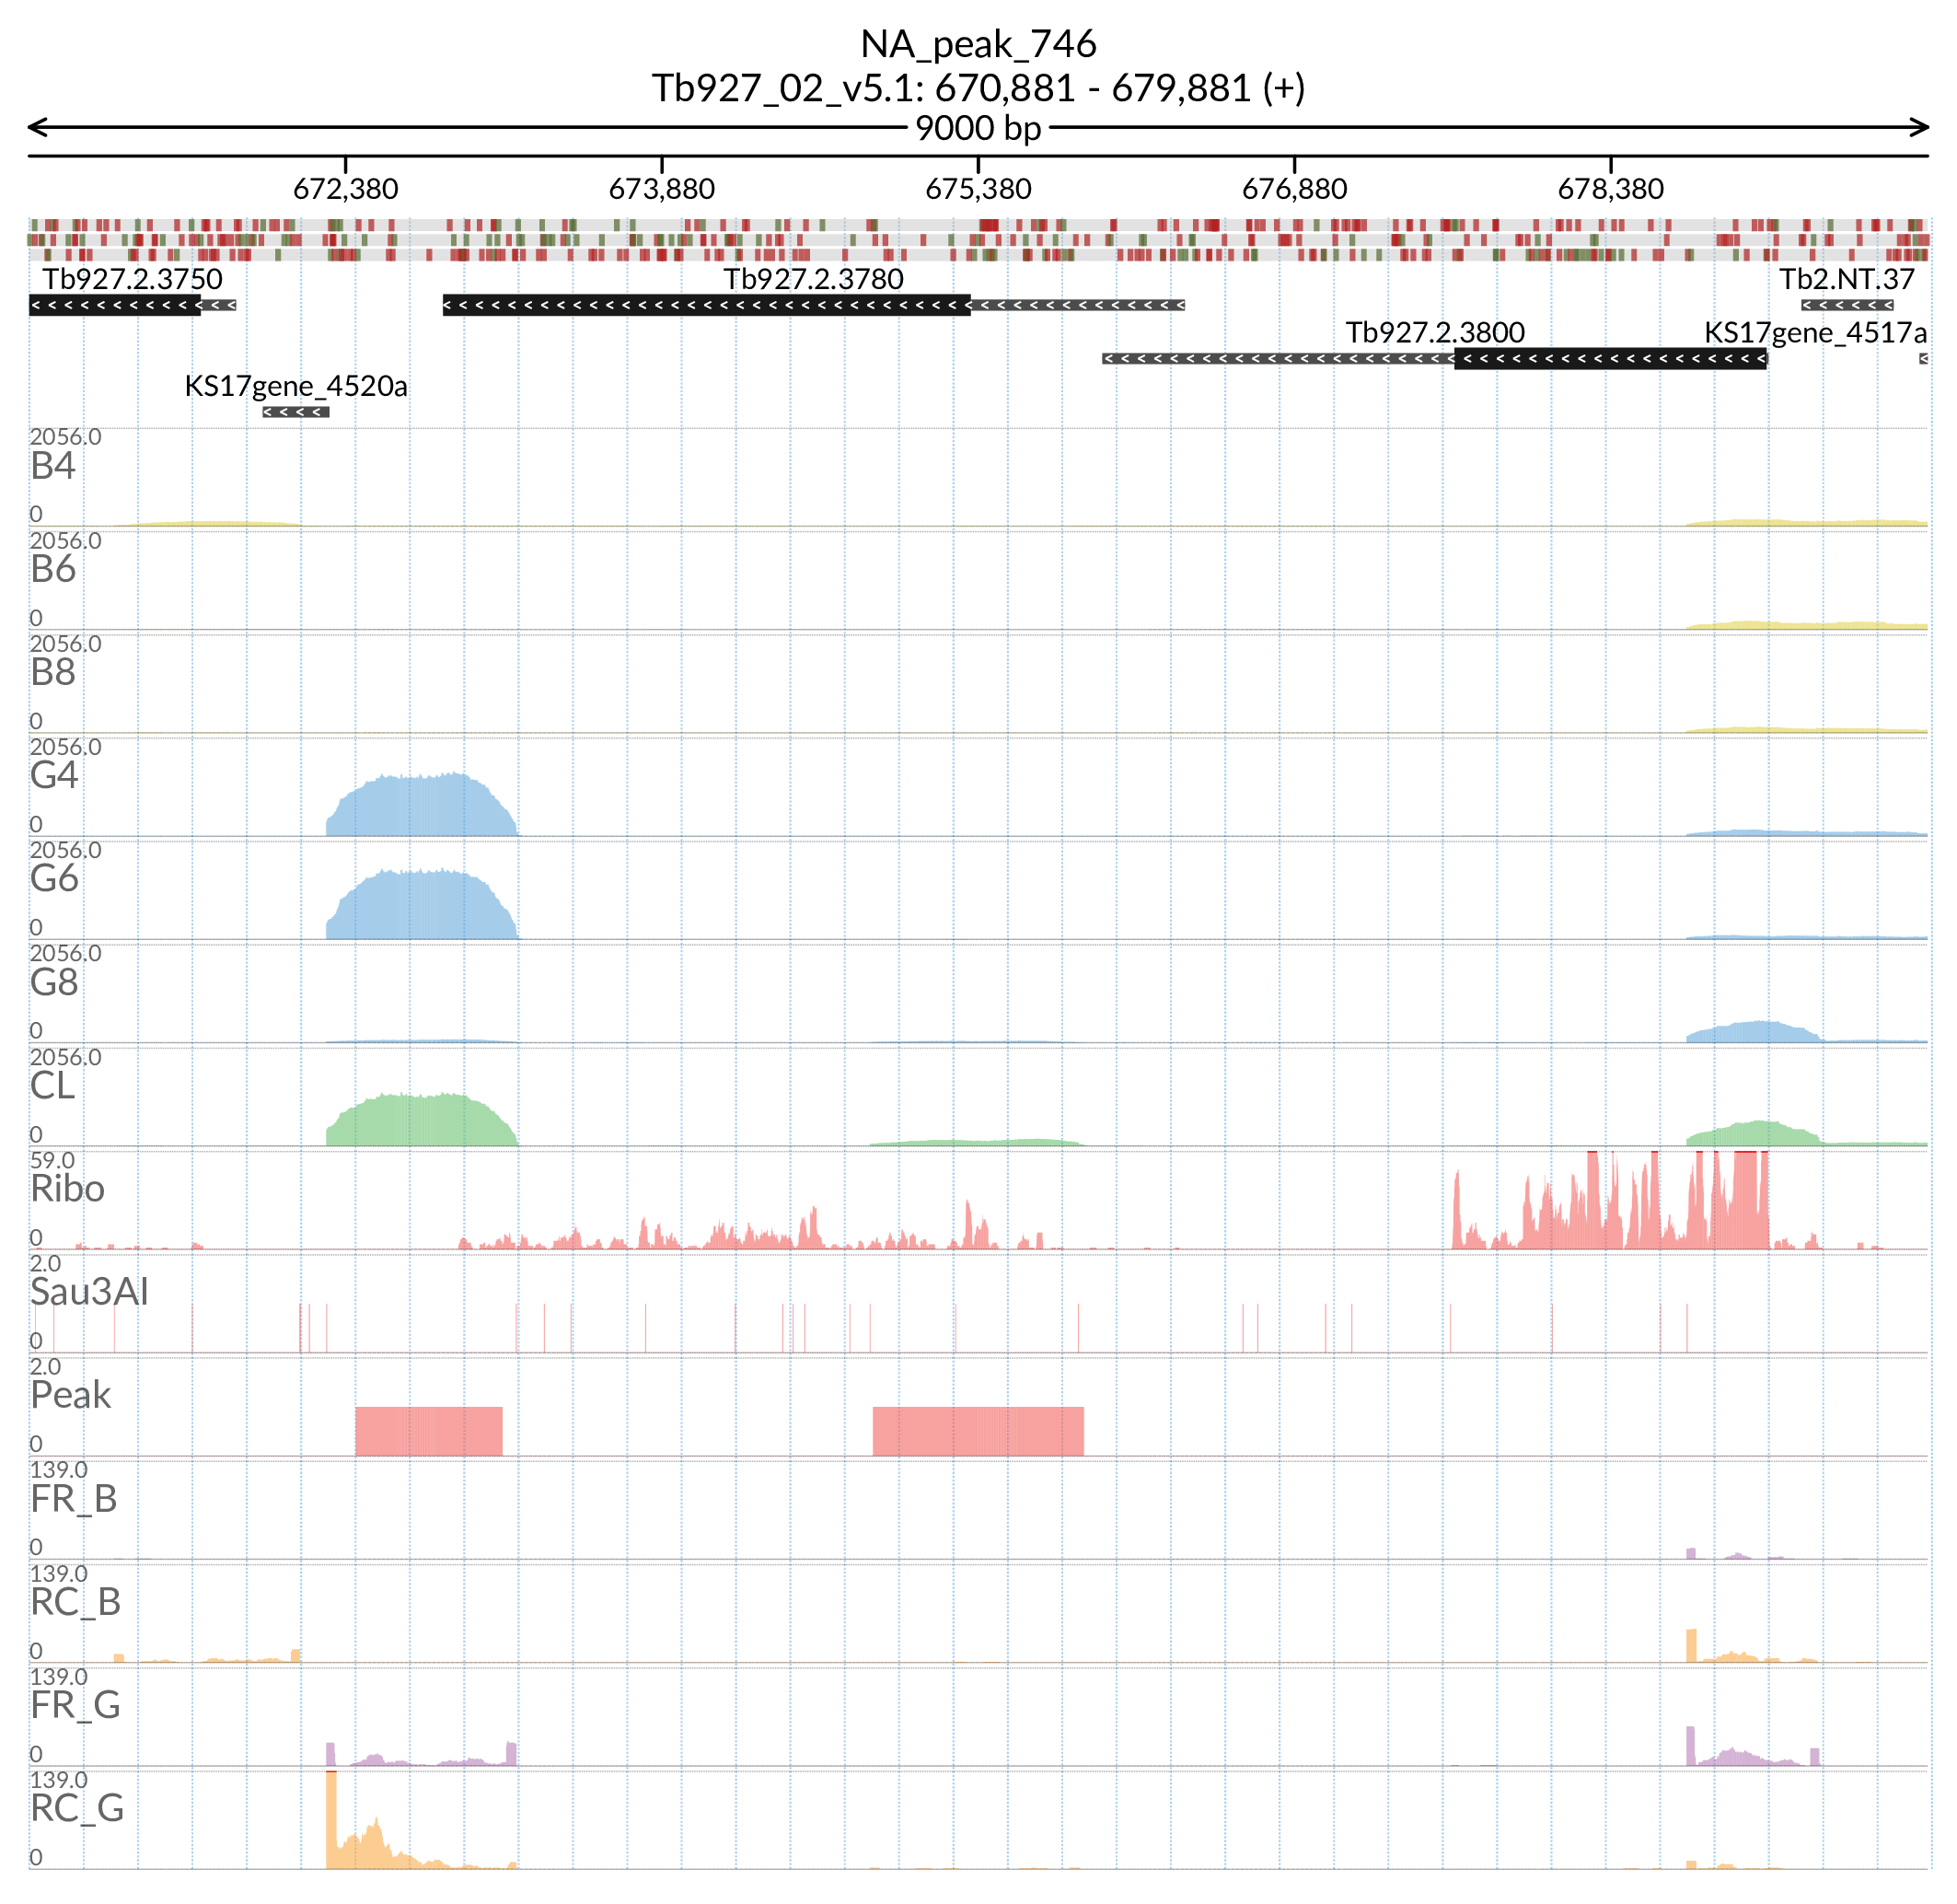 NA_peak_746
Tb927_02_v5.1: 670,881 - 679,881 (+)
9000 bp
672,380 673,880 675,380 676,880 678,380
Tb927.2.3750 Tb927.2.3780 Tb2.NT.37
Tb927.2.3800 KS17gene_4517a
KS17gene_4520a
2056.0
B4
0
2056.0
B6
0
2056.0
B8
0
2056.0
G4
0
2056.0
G6
0
2056.0
G8
0
2056.0
CL
0
59.0
Ribo
0
2.0
Sau3AI
0
2.0
Peak
0
139.0
FR_B
0
139.0
RC_B
0
139.0
FR_G
0
139.0
RC_G
0